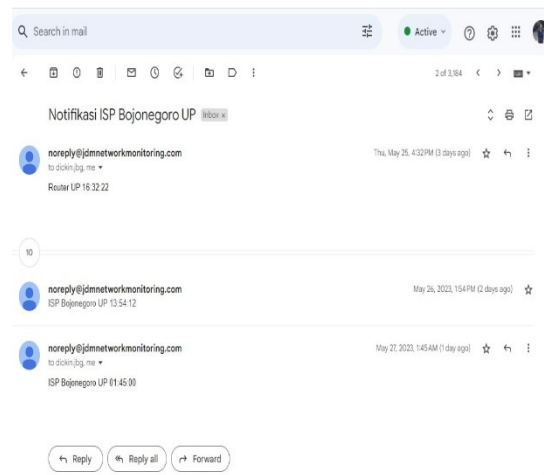 Search in mail
Active
2 of 3,184
Notifikasi ISP Bojonegoro UP Inbox x
noreply@jdmnetworkmonitoring.com
Thu, May 25, 4:32 PM (3 days ago)
to dickin.jbg, me
Router UP 16:32:22
10
noreply@jdmnetworkmonitoring.com
May 26, 2023, 1:54 PM (2 days ago)
ISP Bojonegoro UP 13:54:12
noreply@jdmnetworkmonitoring.com
May 27, 2023, 1:45 AM (1 day ago)
to dickin.jbg, me
ISP Bojonegoro UP 01:45:00
Reply
Reply all
Forward